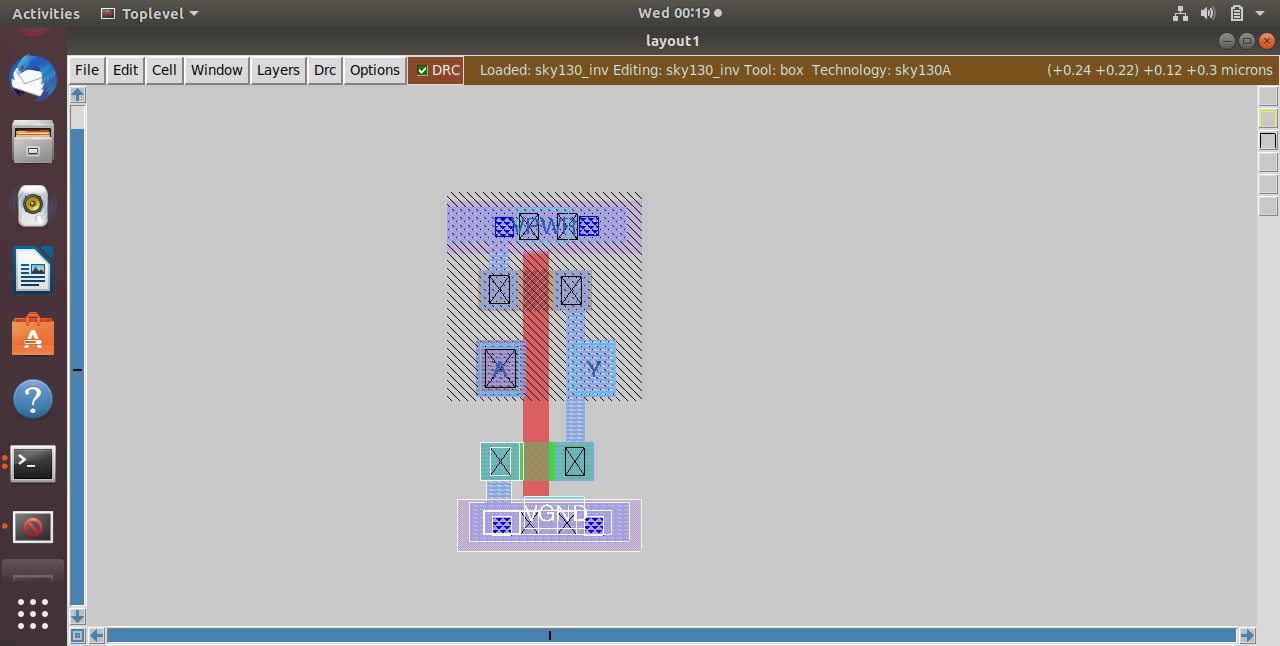 Activities Toplevel Wed 00:19
layout1
File Edit Cell Window Layers Drc Options DRC Loaded: sky130_inv Editing: sky130_inv Tool: box Technology: sky130A (+0.24 +0.22) +0.12 +0.3 microns
VPWR
A Y
VGND